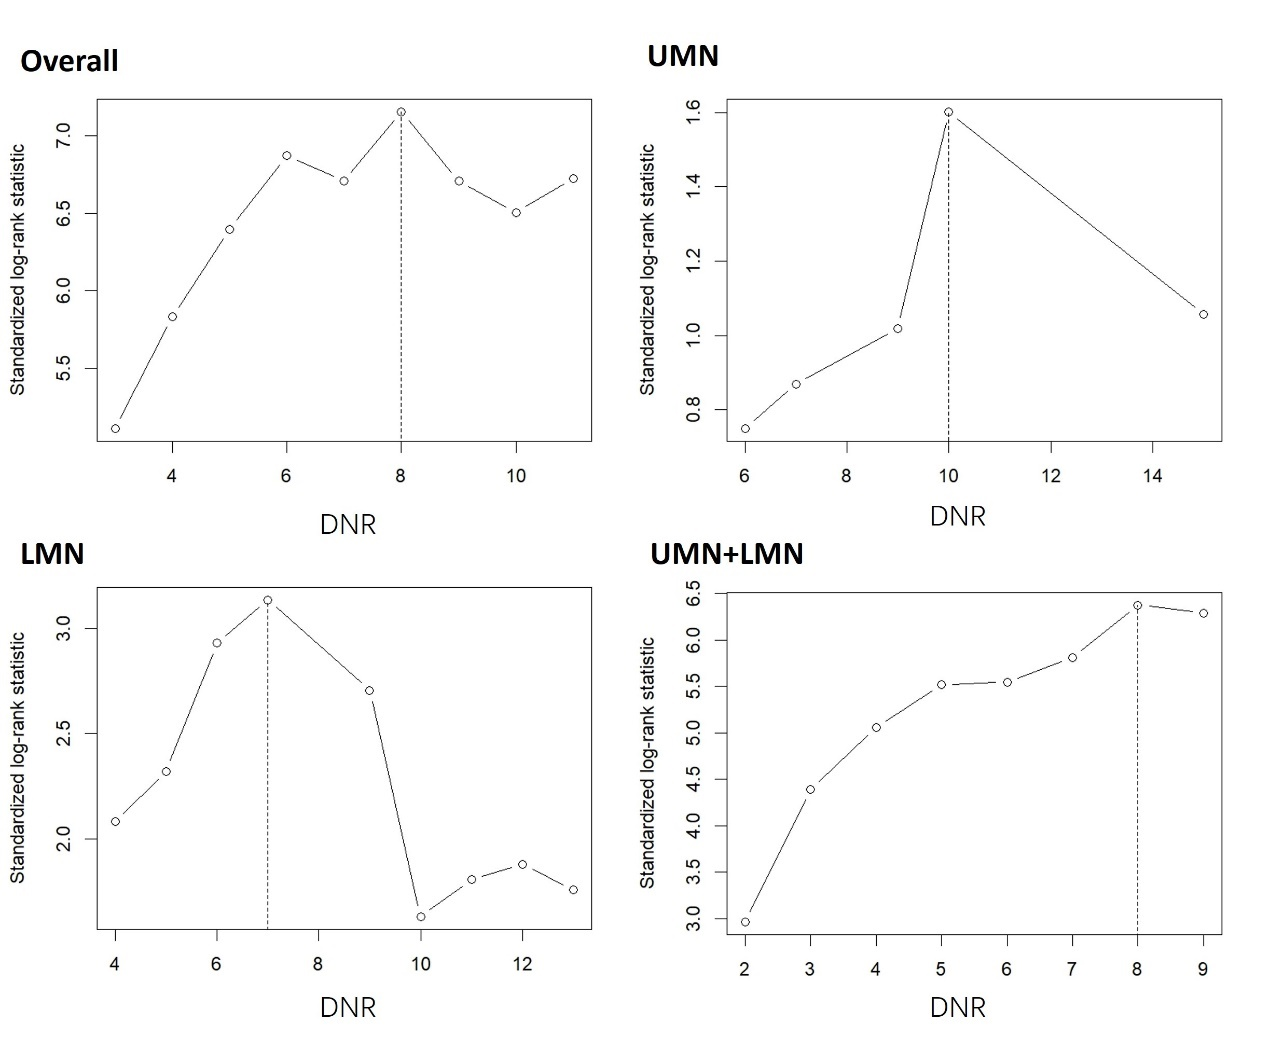 Overall
Standardized log-rank statistic
7.0
6.5
6.0
5.5
4 6 8 10
DNR
UMN
Standardized log-rank statistic
1.6
1.4
1.2
1.0
0.8
6 8 10 12 14
DNR
LMN
Standardized log-rank statistic
3.0
2.5
2.0
4 6 8 10 12
DNR
UMN+LMN
Standardized log-rank statistic
6.5
6.0
5.5
5.0
4.5
4.0
3.5
3.0
2 3 4 5 6 7 8 9
DNR